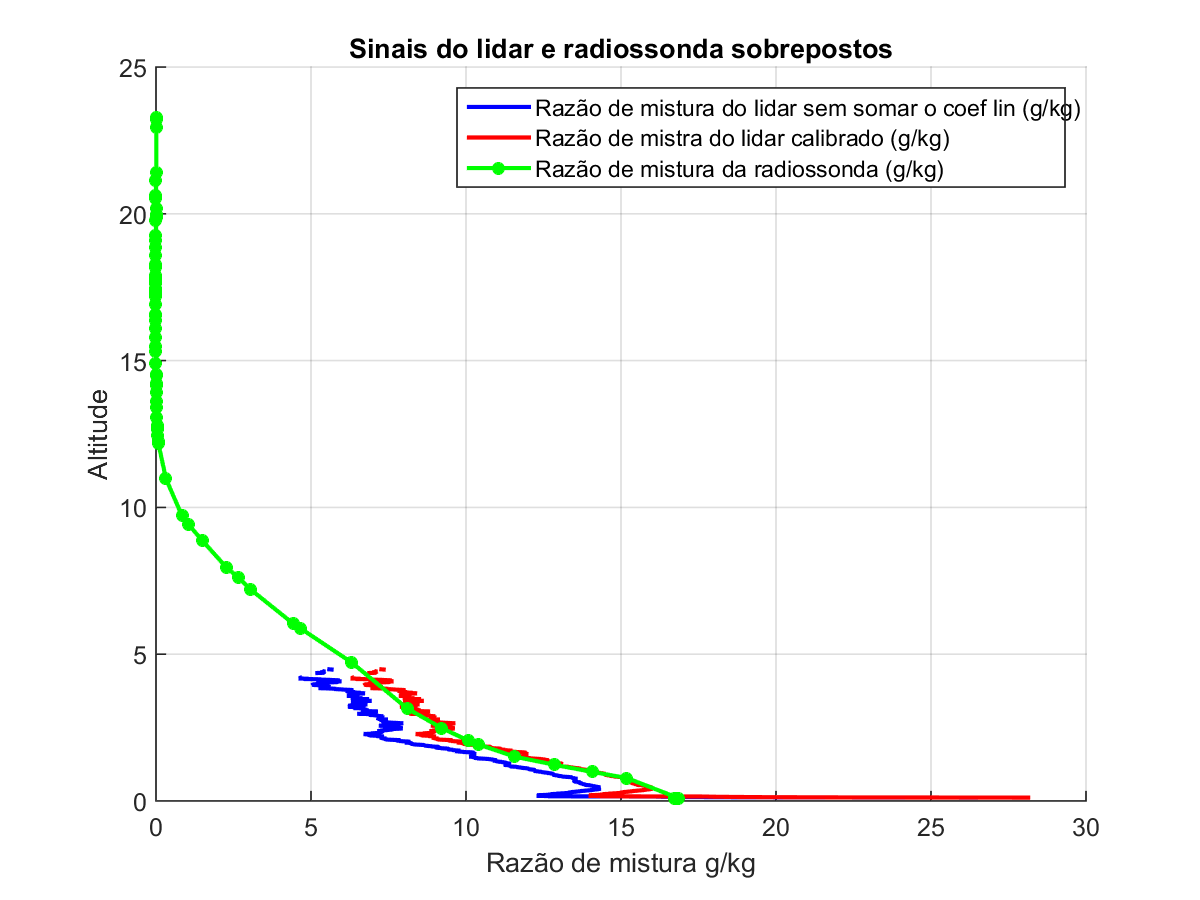 Sinais do lidar e radiossonda sobrepostos
25
20
15
10
5
0
Altitude
Razão de mistura do lidar sem somar o coef lin (g/kg)
Razão de mistra do lidar calibrado (g/kg)
Razão de mistura da radiossonda (g/kg)
0 5 10 15 20 25 30
Razão de mistura g/kg